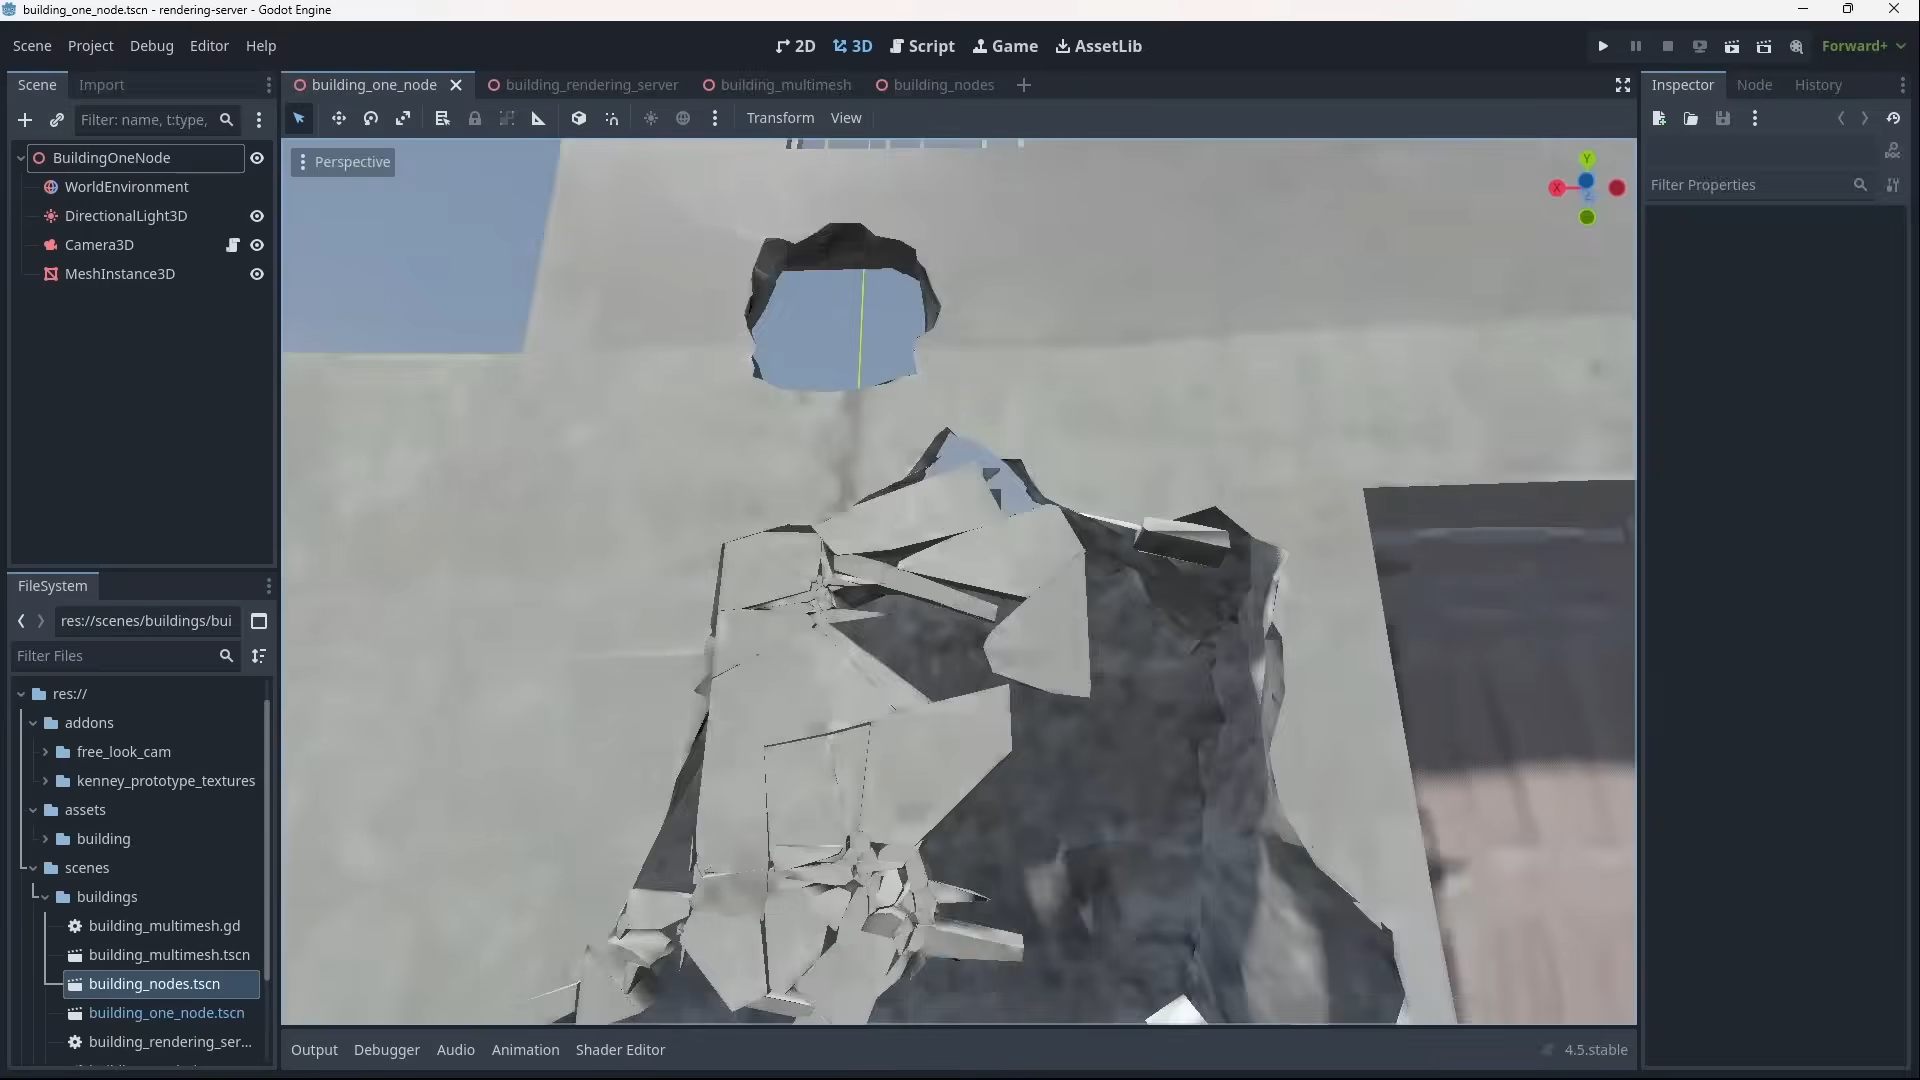 building_one_node.tscn - rendering-server - Godot Engine
Scene Project Debug Editor Help
2D 3D Script Game AssetLib
Forward+
Scene Import
building_one_node building_rendering_server building_multimesh building_nodes
Inspector Node History
Filter: name, t:type,
Transform View
BuildingOneNode
Perspective
Y
X
Z
DOC
WorldEnvironment
Filter Properties
DirectionalLight3D
Camera3D
MeshInstance3D
FileSystem
res://scenes/buildings/bui
Filter Files
res://
addons
free_look_cam
kenney_prototype_textures
assets
building
scenes
buildings
building_multimesh.gd
building_multimesh.tscn
building_nodes.tscn
building_one_node.tscn
building_rendering_ser...
Output Debugger Audio Animation Shader Editor
4.5.stable